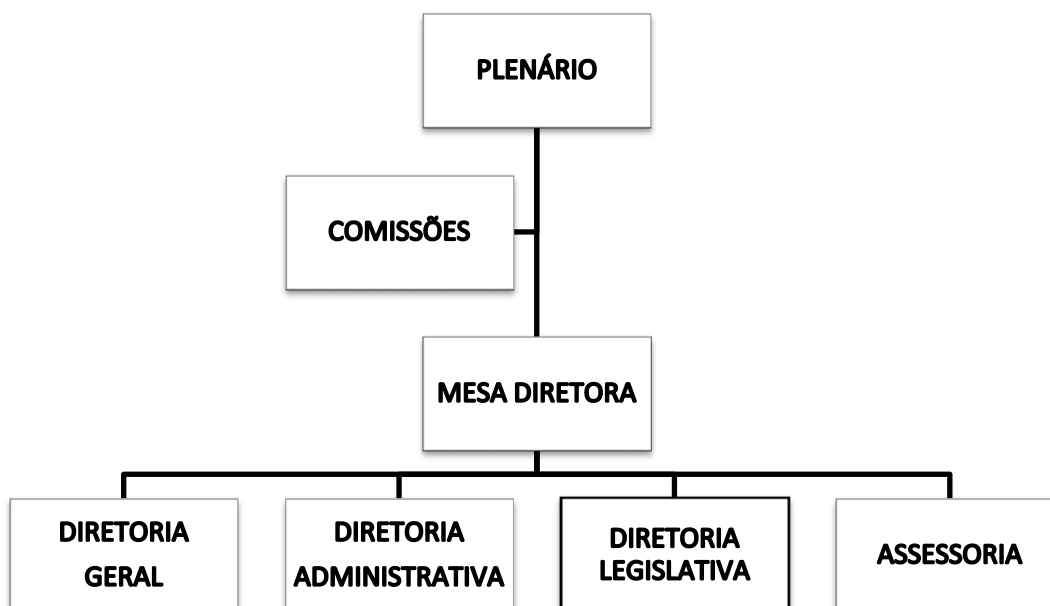 PLENÁRIO
COMISSÕES
MESA DIRETORA
DIRETORIA
GERAL
DIRETORIA
ADMINISTRATIVA
DIRETORIA
LEGISLATIVA
ASSESSORIA